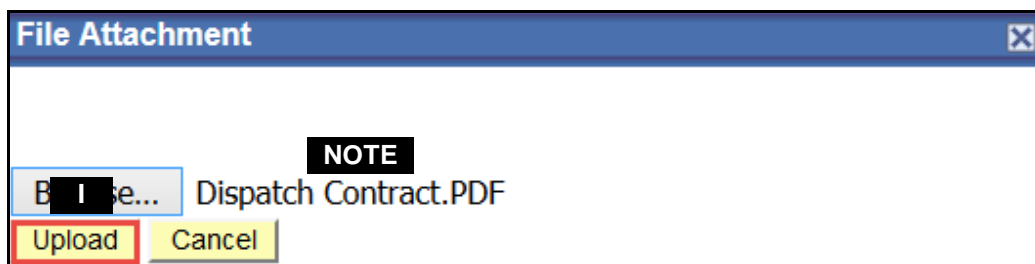 File Attachment
NOTE
I
Dispatch Contract.PDF
Upload Cancel